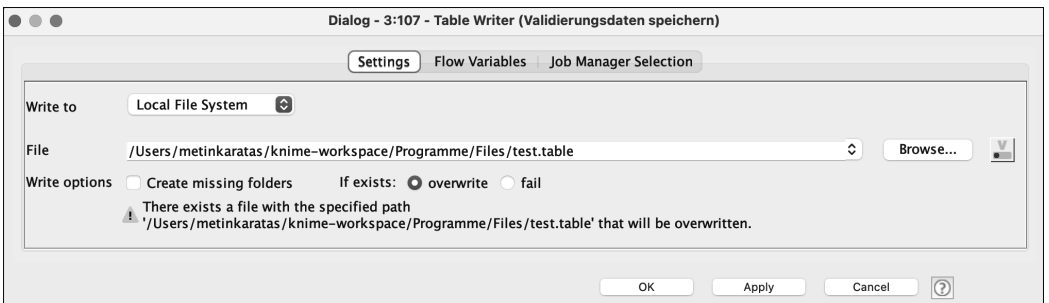 Dialog - 3:107 - Table Writer (Validierungsdaten speichern)
Settings Flow Variables Job Manager Selection
Write to Local File System
File /Users/metinkaratas/knime-workspace/Programme/Files/test.table Browse... V
Write options Create missing folders If exists: overwrite fail
There exists a file with the specified path
'/Users/metinkaratas/knime-workspace/Programme/Files/test.table' that will be overwritten.
OK Apply Cancel ?